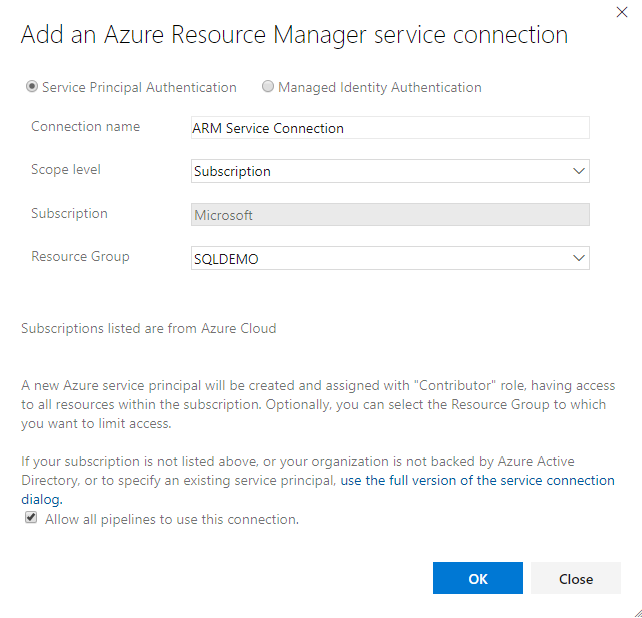 Add an Azure Resource Manager service connection
Service Principal Authentication Managed Identity Authentication
Connection name ARM Service Connection
Scope level Subscription
Subscription Microsoft
Resource Group SQLDEMO
Subscriptions listed are from Azure Cloud
A new Azure service principal will be created and assigned with "Contributor" role, having access
to all resources within the subscription. Optionally, you can select the Resource Group to which
you want to limit access.
If your subscription is not listed above, or your organization is not backed by Azure Active
Directory, or to specify an existing service principal, use the full version of the service connection
dialog.
Allow all pipelines to use this connection.
OK Close